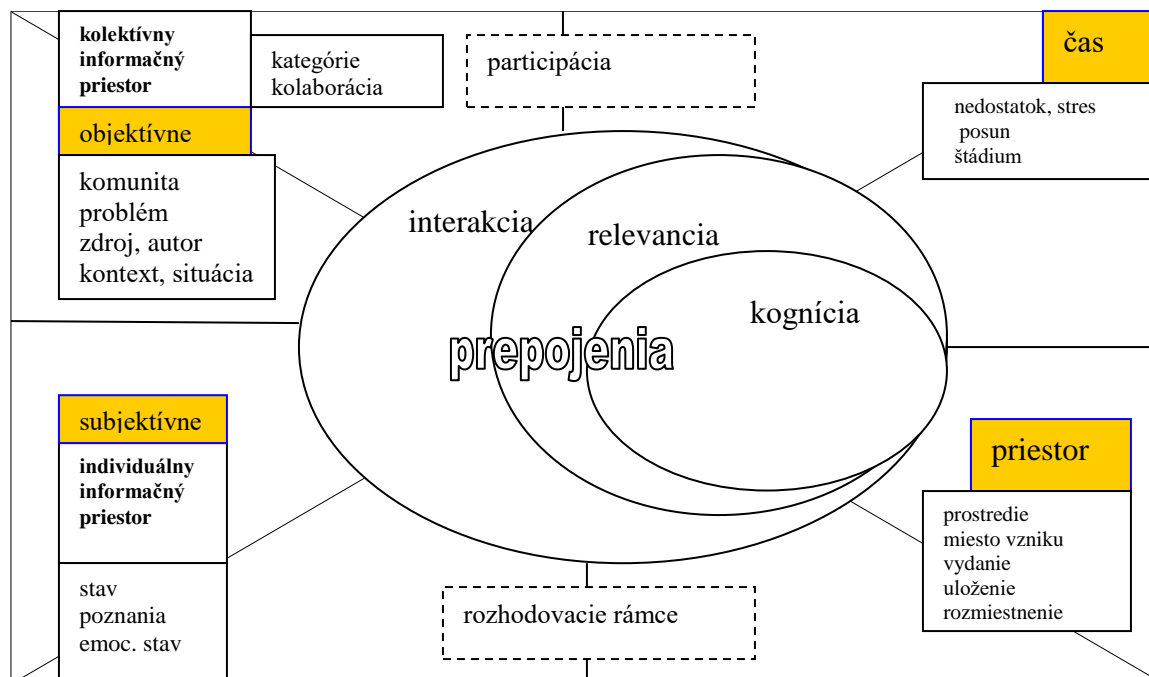 kolektívny
informačný
priestor
kategórie
kolaborácia
participácia
čas
nedostatok, stres
posun
štádium
objektívne
komunita
problém
zdroj, autor
kontext, situácia
interakcia
relevancia
kognícia
prepojenia
subjektívne
individuálny
informačný
priestor
stav
poznania
emoc. stav
rozhodovacie rámce
priestor
prostredie
miesto vzniku
vydanie
uloženie
rozmiestnenie